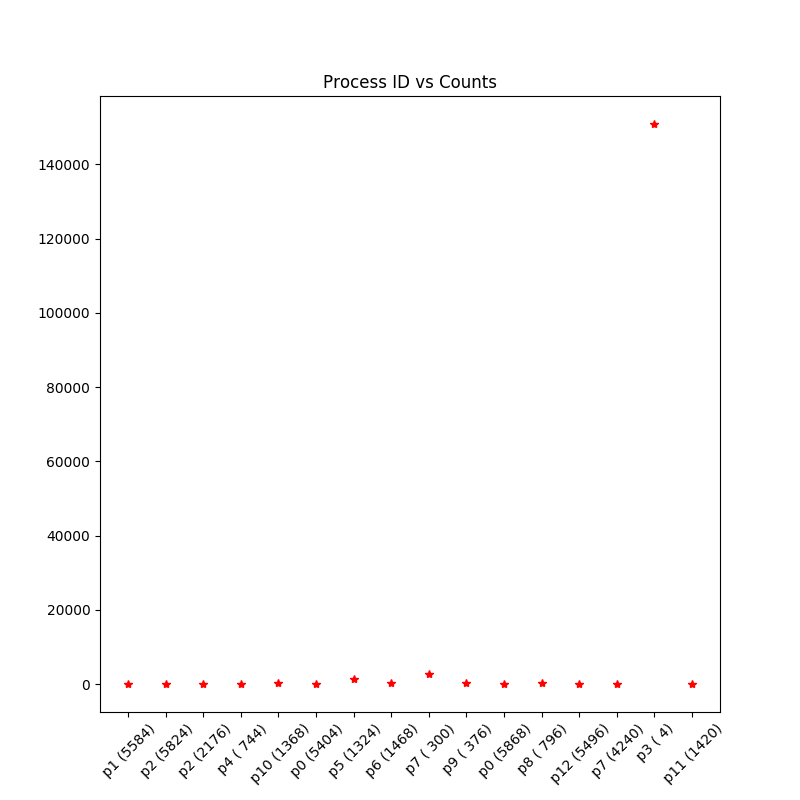 Process ID vs Counts
140000
120000
100000
80000
60000
40000
20000
0
p1 (5584)
p2 (5824)
p2 (2176)
p4 ( 744)
p10 (1368)
p0 (5404)
p5 (1324)
p6 (1468)
p7 ( 300)
p9 ( 376)
p0 (5868)
p8 ( 796)
p12 (5496)
p7 (4240)
p3 ( 4)
p11 (1420)